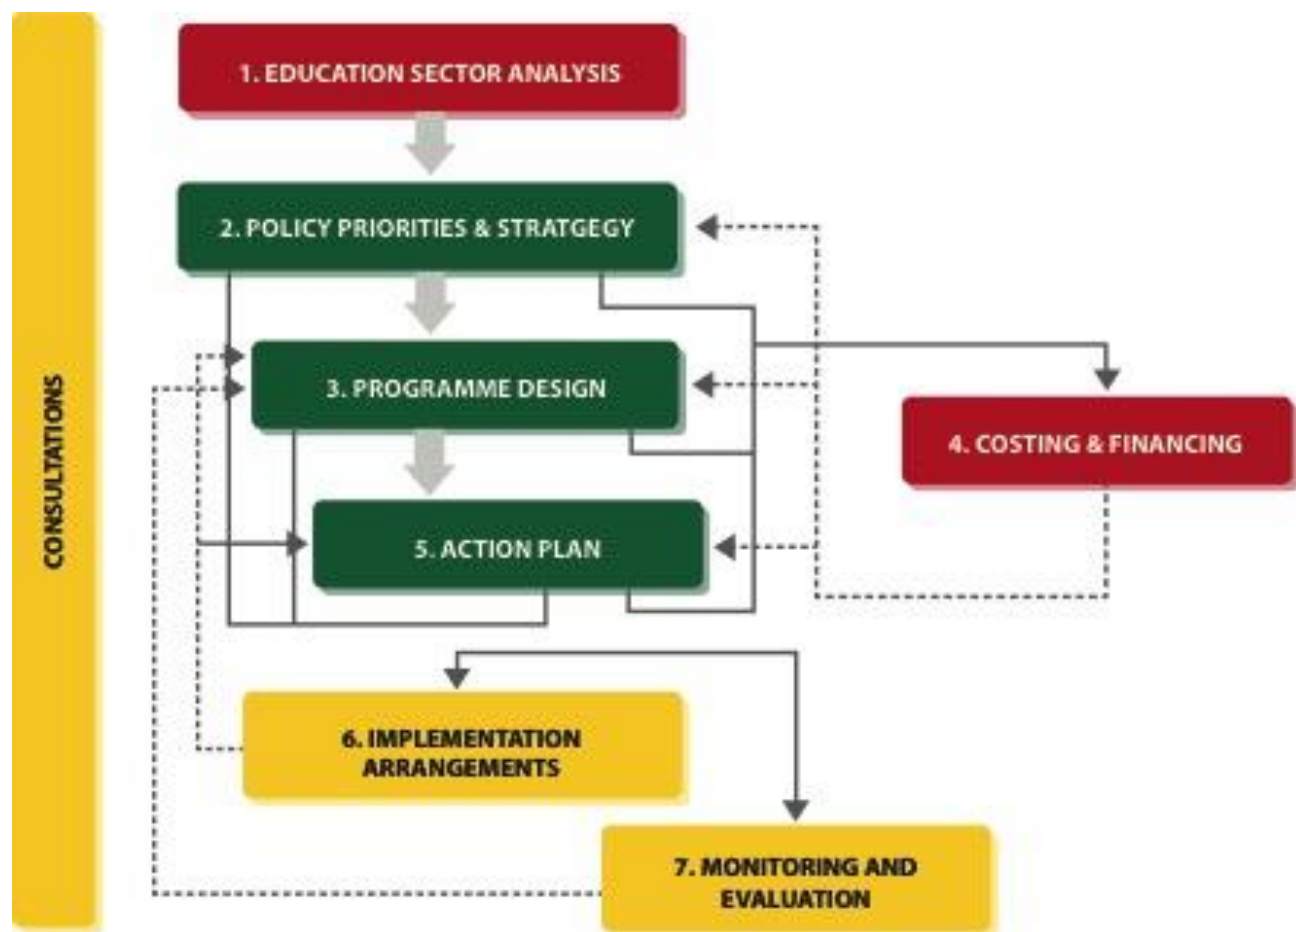 CONSULTATIONS
1. EDUCATION SECTOR ANALYSIS
2. POLICY PRIORITIES & STRATGEGY
3. PROGRAMME DESIGN
4. COSTING & FINANCING
5. ACTION PLAN
6. IMPLEMENTATION
ARRANGEMENTS
7. MONITORING AND
EVALUATION